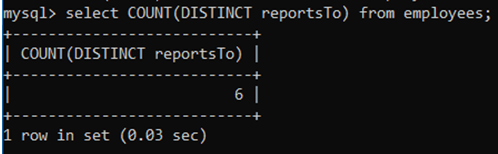 mysql> select COUNT(DISTINCT reportsTo) from employees;
+---------------------------+
| COUNT(DISTINCT reportsTo) |
+---------------------------+
|                         6 |
+---------------------------+
1 row in set (0.03 sec)